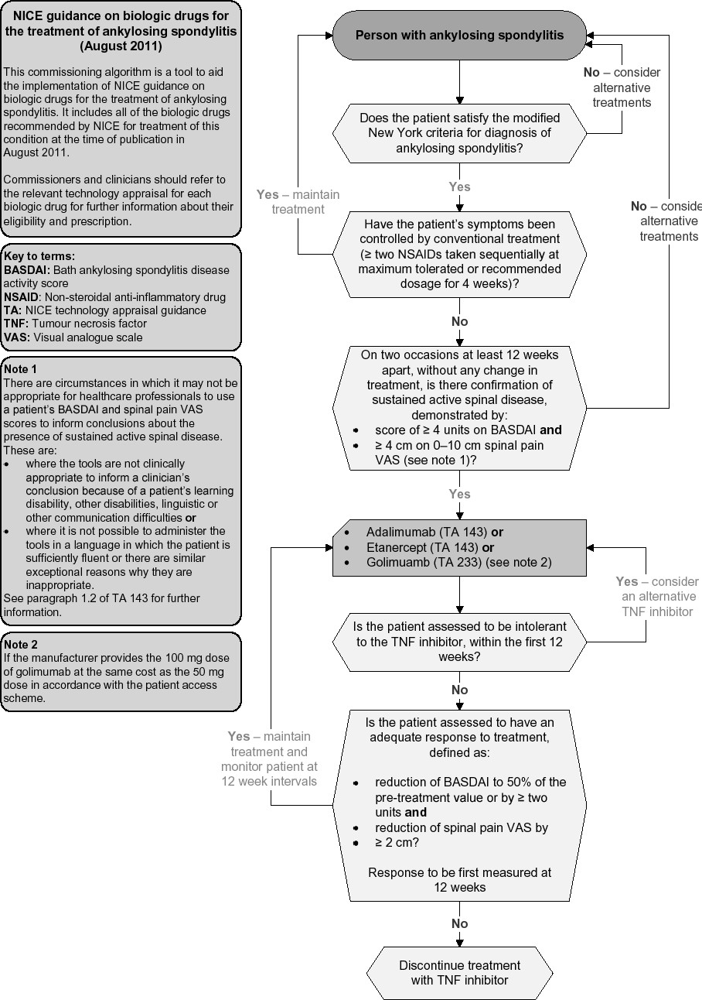 NICE guidance on biologic drugs for
the treatment of ankylosing spondylitis
(August 2011)
This commissioning algorithm is a tool to aid
the implementation of NICE guidance on
biologic drugs for the treatment of ankylosing
spondylitis. It includes all of the biologic drugs
recommended by NICE for treatment of this
condition at the time of publication in
August 2011.
Commissioners and clinicians should refer to
the relevant technology appraisal for each
biologic drug for further information about their
eligibility and prescription.
Key to terms:
BASDAI: Bath ankylosing spondylitis disease
activity score
NSAID: Non-steroidal anti-inflammatory drug
TA: NICE technology appraisal guidance
TNF: Tumour necrosis factor
VAS: Visual analogue scale
Note 1
There are circumstances in which it may not be
appropriate for healthcare professionals to use
a patient's BASDAI and spinal pain VAS
scores to inform conclusions about the
presence of sustained active spinal disease.
These are:
• where the tools are not clinically
appropriate to inform a clinician's
conclusion because of a patient's learning
disability, other disabilities, linguistic or
other communication difficulties or
• where it is not possible to administer the
tools in a language in which the patient is
sufficiently fluent or there are similar
exceptional reasons why they are
inappropriate.
See paragraph 1.2 of TA 143 for further
information.
Note 2
If the manufacturer provides the 100 mg dose
of golimumab at the same cost as the 50 mg
dose in accordance with the patient access
scheme.
Person with ankylosing spondylitis
No – consider
alternative
treatments
Does the patient satisfy the modified
New York criteria for diagnosis of
ankylosing spondylitis?
Yes
Yes – maintain
treatment
Have the patient's symptoms been
controlled by conventional treatment
(≥ two NSAIDs taken sequentially at
maximum tolerated or recommended
dosage for 4 weeks)?
No – conside
alternative
treatments
No
On two occasions at least 12 weeks
apart, without any change in
treatment, is there confirmation of
sustained active spinal disease,
demonstrated by:
• score of ≥ 4 units on BASDAI and
• ≥ 4 cm on 0–10 cm spinal pain
VAS (see note 1)?
Yes
• Adalimumab (TA 143) or
• Etanercept (TA 143) or
• Golimuamb (TA 233) (see note 2)
Yes – consider
an alternative
TNF inhibitor
Is the patient assessed to be intolerant
to the TNF inhibitor, within the first 12
weeks?
No
Yes – maintain
treatment and
monitor patient at
12 week intervals
Is the patient assessed to have an
adequate response to treatment,
defined as:
• reduction of BASDAI to 50% of the
pre-treatment value or by ≥ two
units and
• reduction of spinal pain VAS by
• ≥ 2 cm?
Response to be first measured at
12 weeks
No
Discontinue treatment
with TNF inhibitor